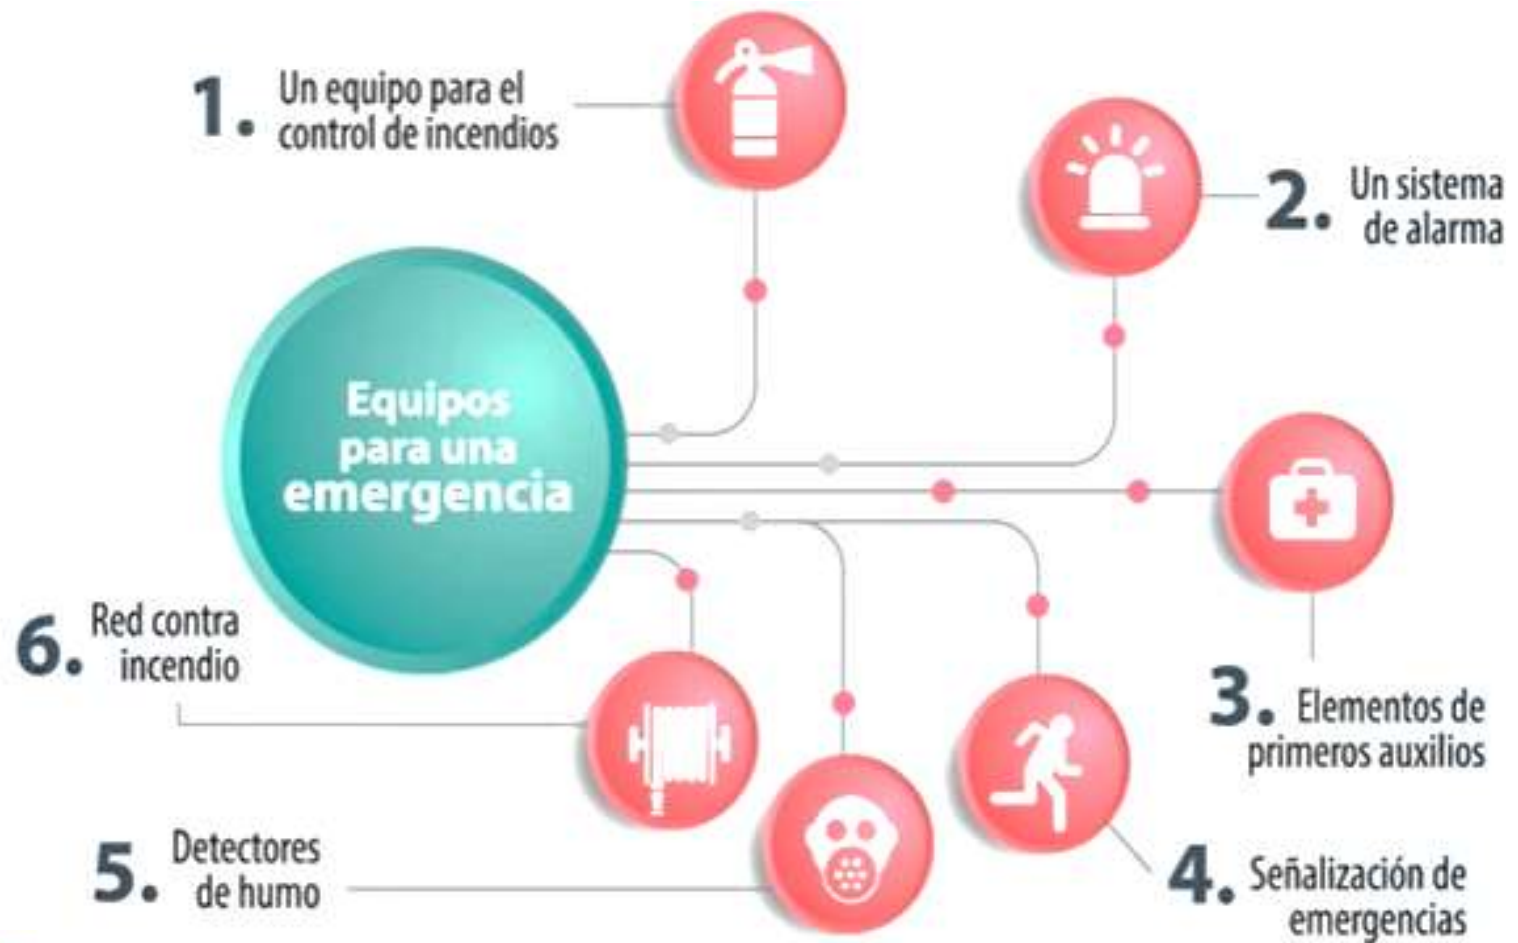 1. Un equipo para el
control de incendios
2. Un sistema
de alarma
Equipos
para una
emergencia
3. Elementos de
primeros auxilios
4. Señalización de
emergencias
5. Detectores
de humo
6. Red contra
incendio